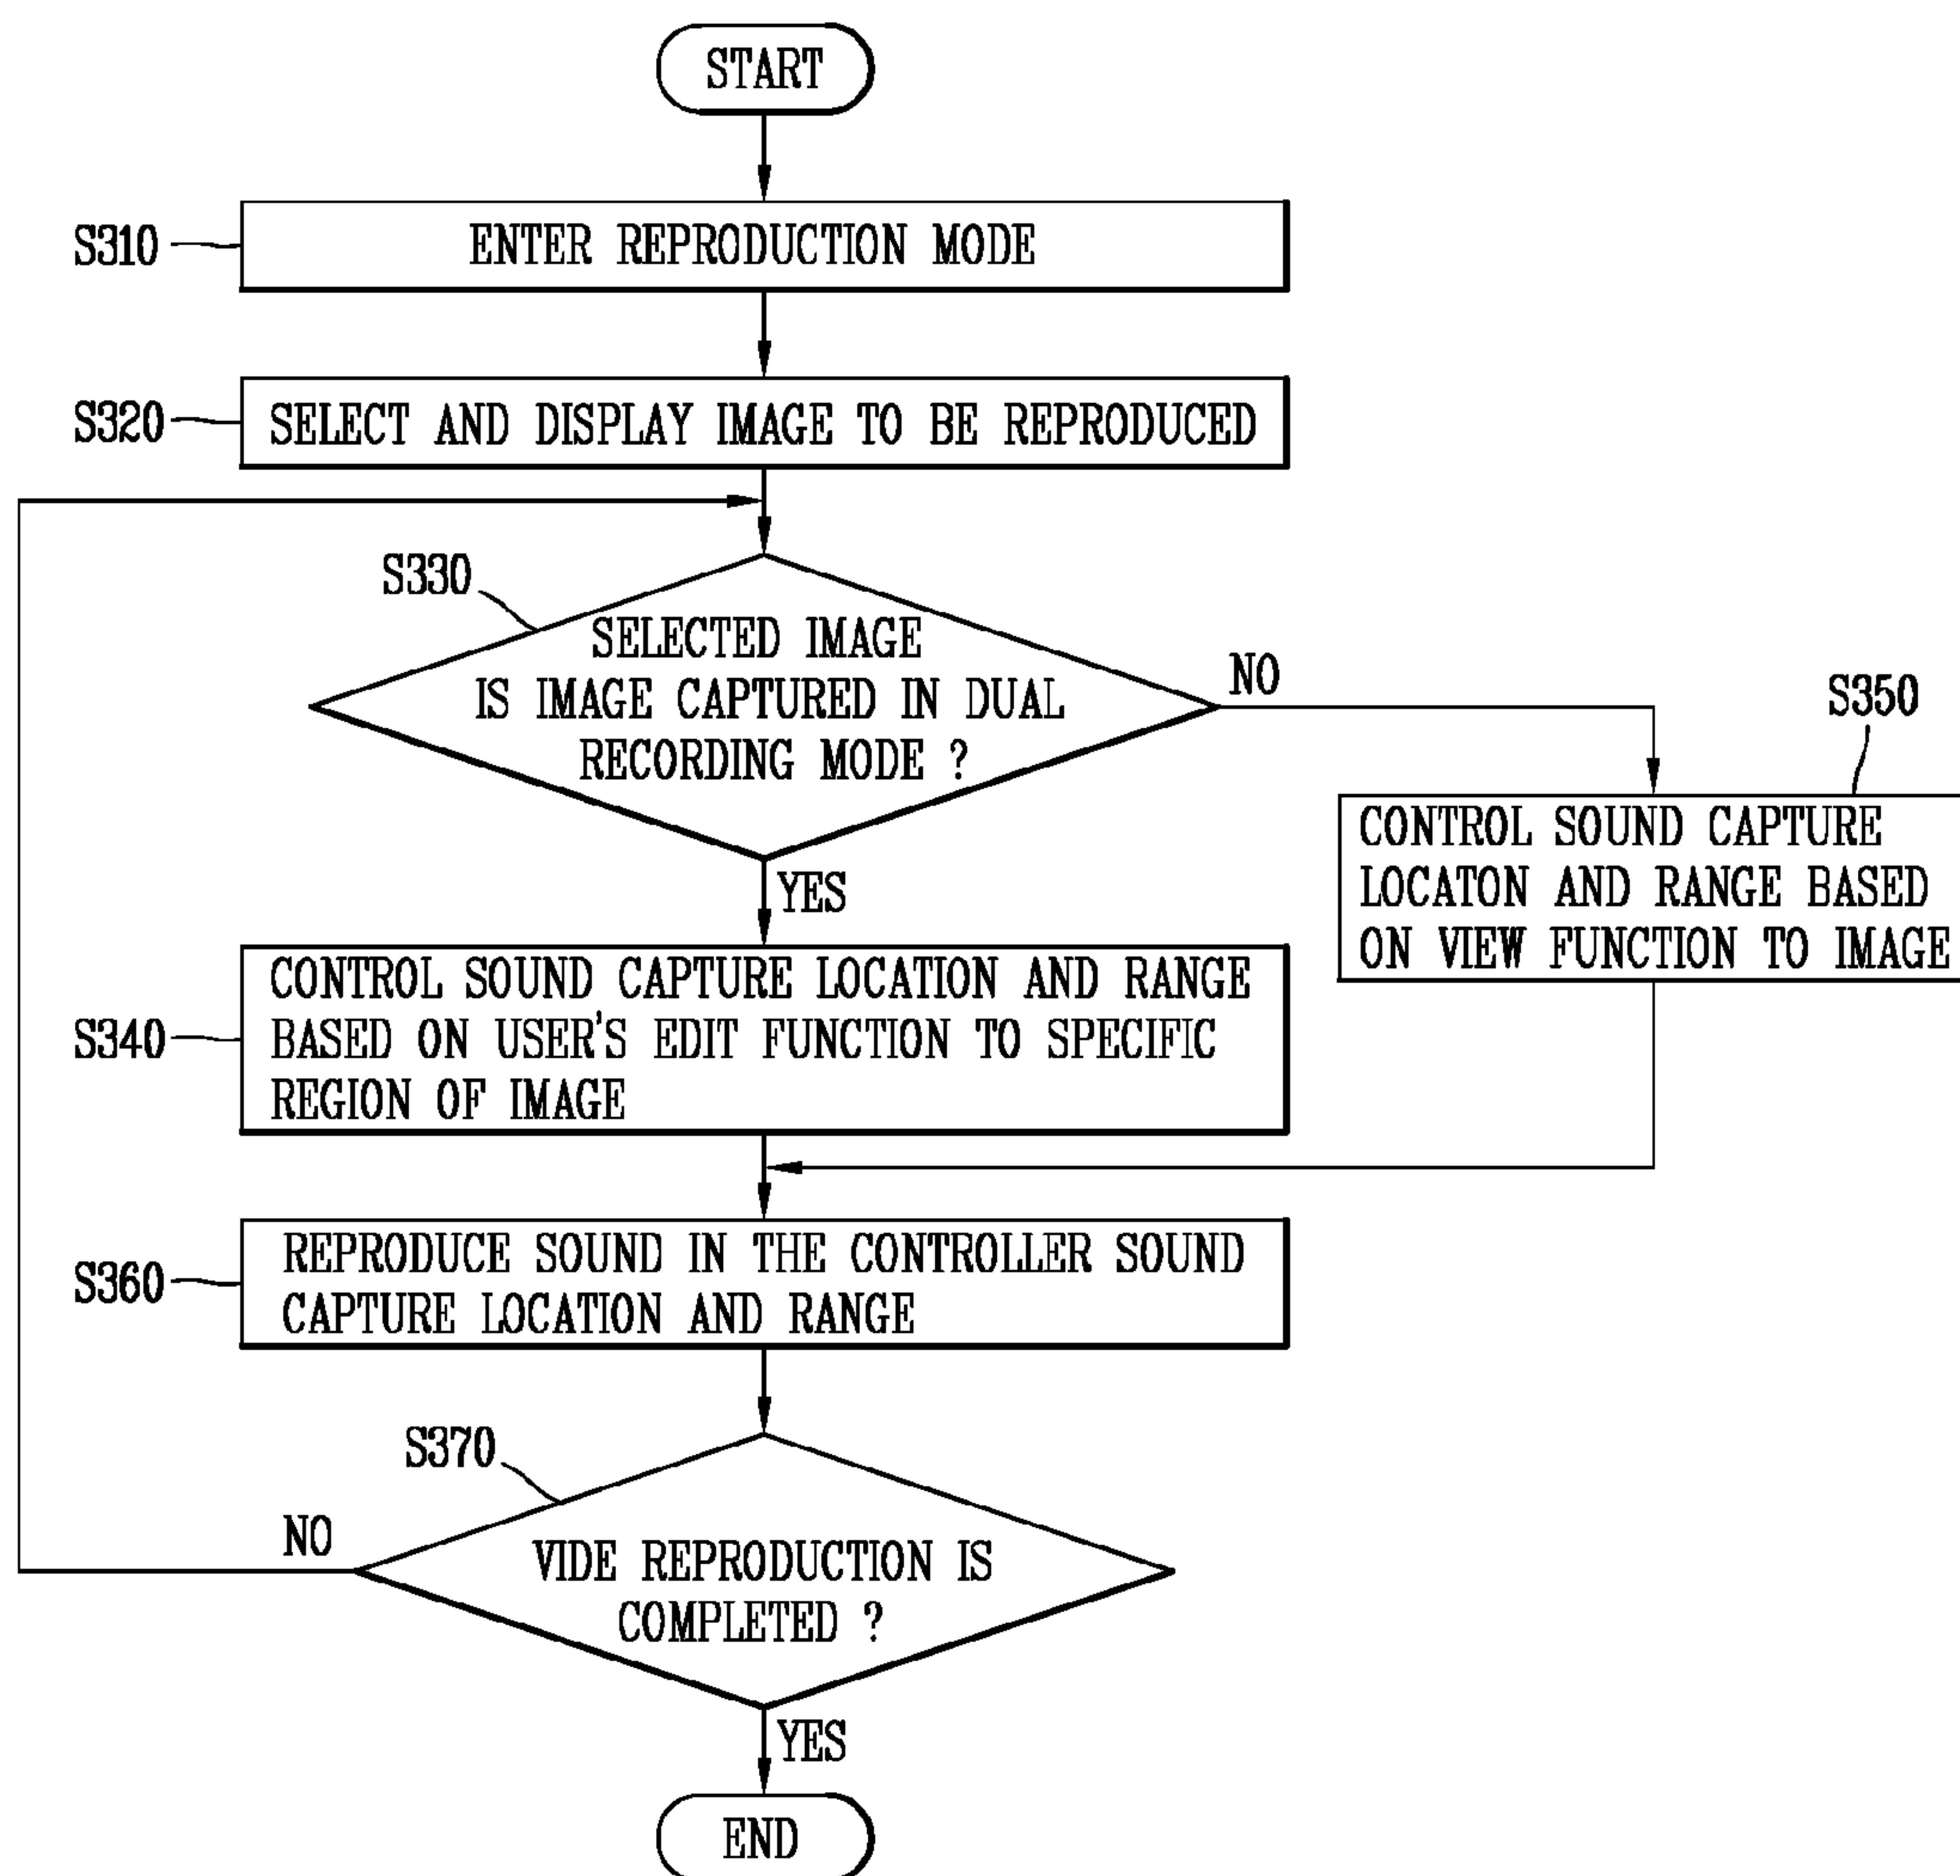 START
S310
ENTER REPRODUCTION MODE
S320
SELECT AND DISPLAY IMAGE TO BE REPRODUCED
S330
SELECTED IMAGE
IS IMAGE CAPTURED IN DUAL
RECORDING MODE ?
NO
YES
S350
CONTROL SOUND CAPTURE
LOCATON AND RANGE BASED
ON VIEW FUNCTION TO IMAGE
S340
CONTROL SOUND CAPTURE LOCATION AND RANGE
BASED ON USER'S EDIT FUNCTION TO SPECIFIC
REGION OF IMAGE
S360
REPRODUCE SOUND IN THE CONTROLLER SOUND
CAPTURE LOCATION AND RANGE
S370
NO
VIDE REPRODUCTION IS
COMPLETED ?
YES
END